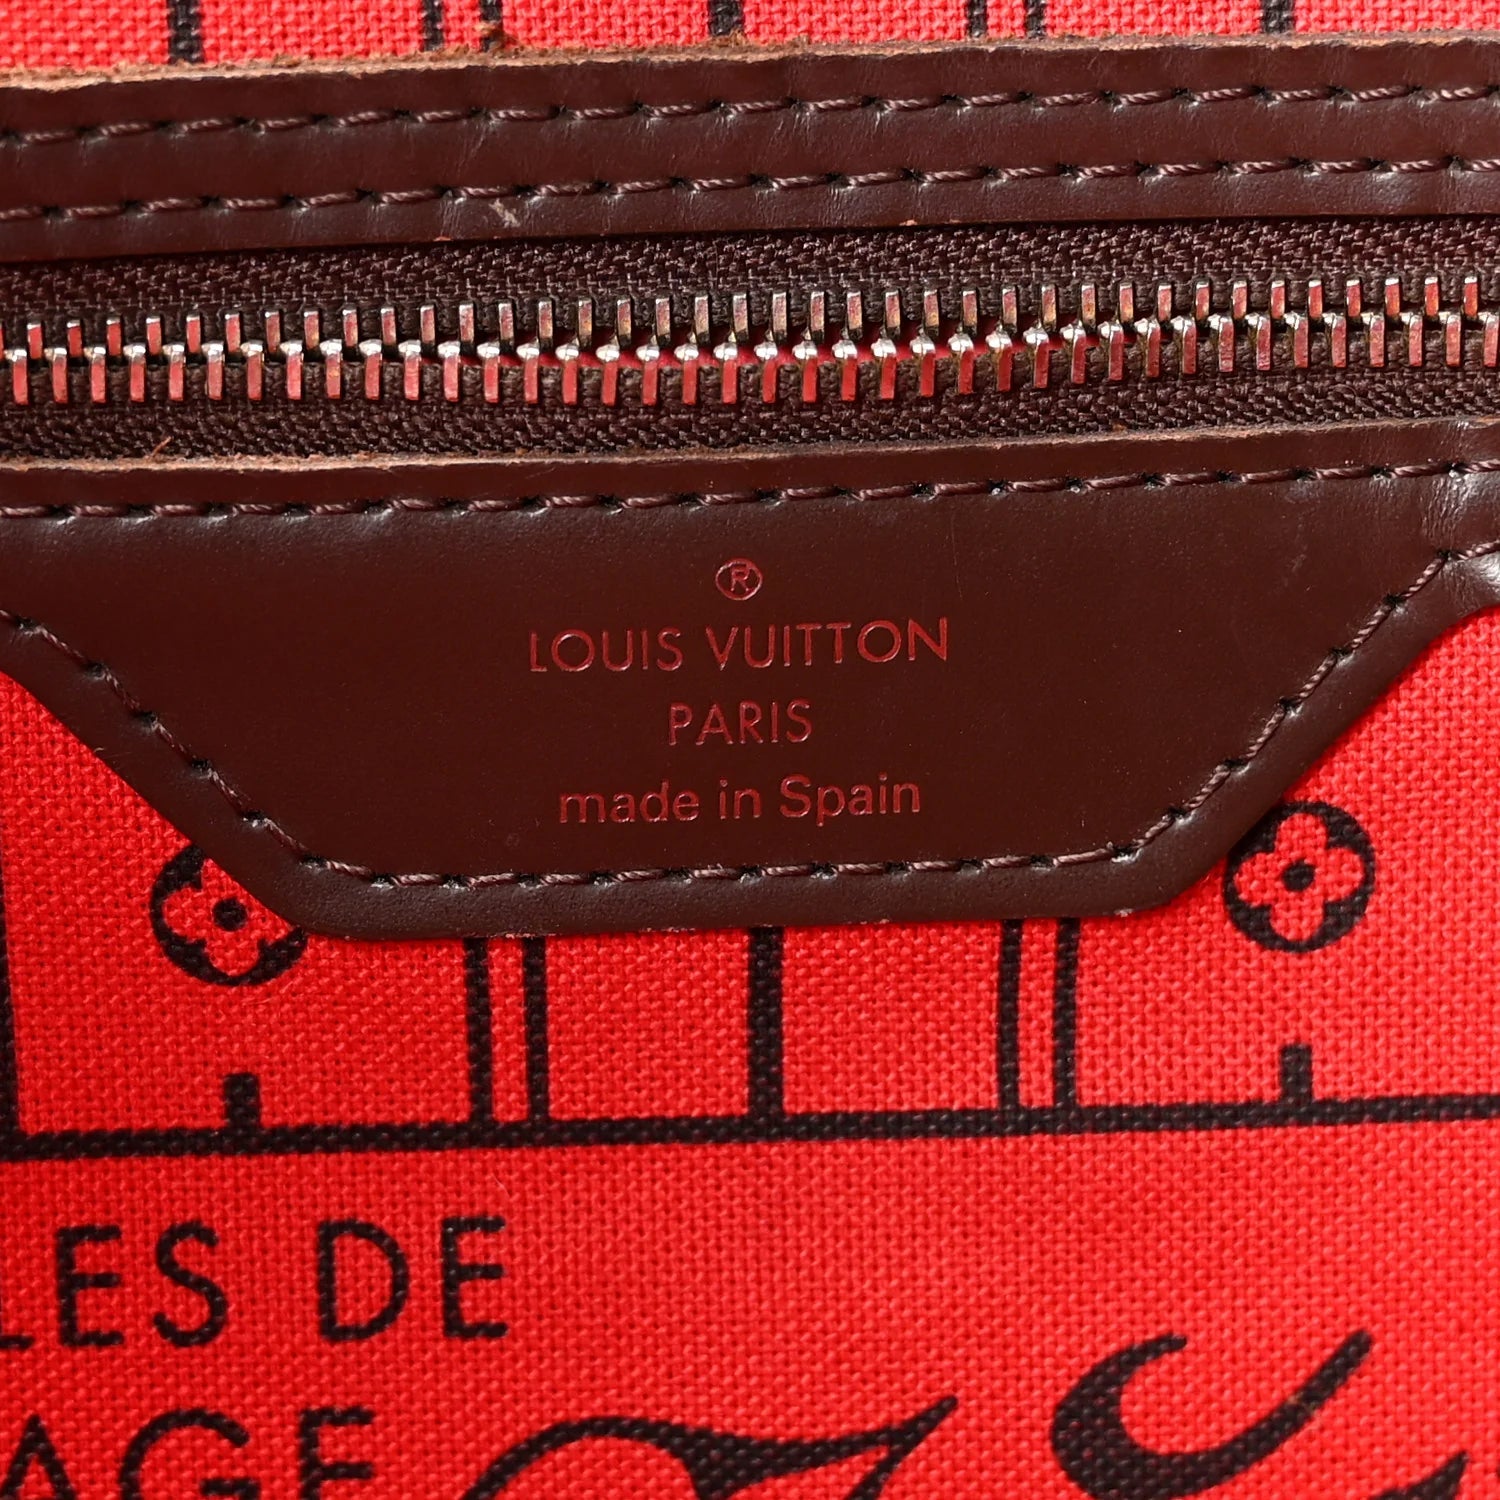 ®
LOUIS VUITTON
PARIS
made in Spain
LES DE
AGE